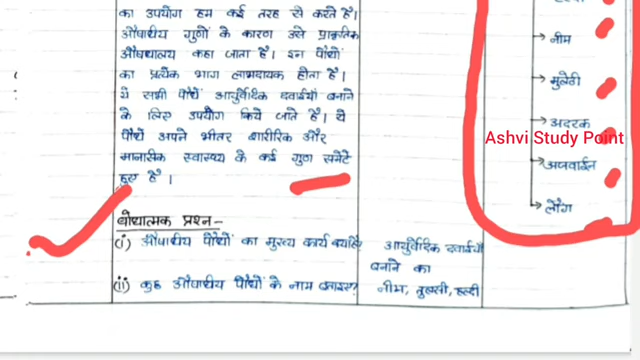 का उपयोग हम कई तरह से करते है।
औषधीय गुणो के कारण उसे प्राकृतिक
औषधालय कहा जाता है। इन पौधों
का प्रत्येक भाग लाभदायक होता है।
ये सभी पौधें आयुर्वेदिक दवाईयाँ बनाने
के लिए उपयोग किये जाते है। ये
पौधें अपने भीतर शारीरिक और
मानसिक स्वास्थ्य के कई गुण समेटे
हुए है।
बोधात्मक प्रश्न-
(i) औषधीय पौधों का मुख्य कार्य क्या है?
आयुर्वेदिक दवाईयाँ
बनाने का
(ii) कुछ औषधीय पौधों के नाम बताइए?
नीम, तुलसी, हल्दी
नीम
मुलेठी
अदरक
Ashvi Study Point
अजवाईन
लौंग